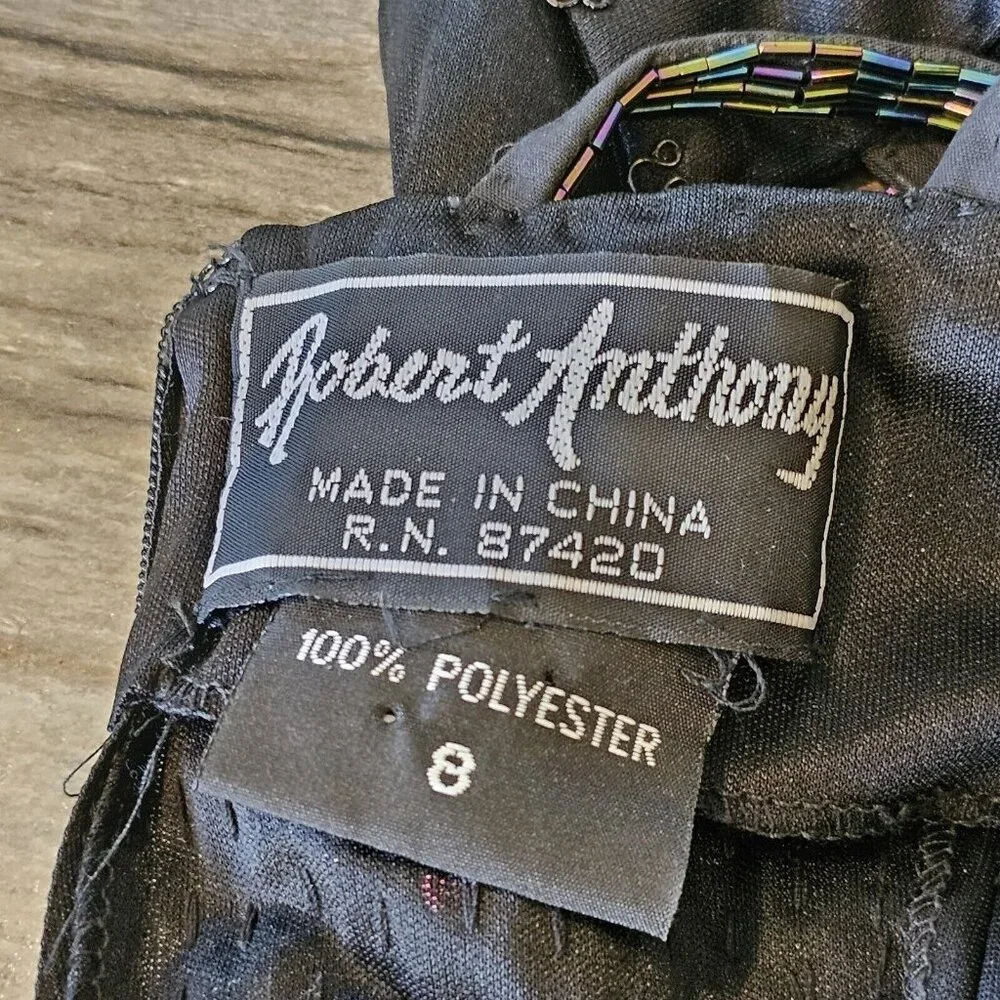 Robert Anthony
MADE IN CHINA
R.N. 87420
100% POLYESTER
8